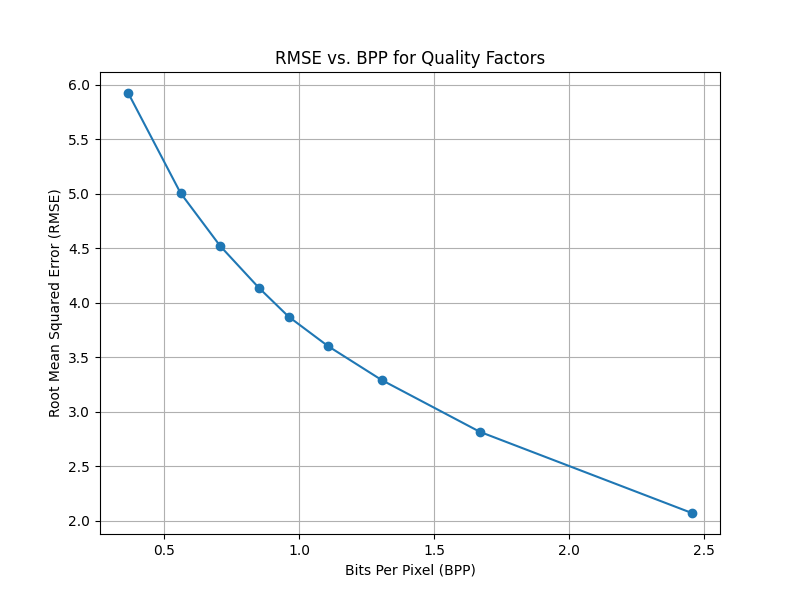 RMSE vs. BPP for Quality Factors
Root Mean Squared Error (RMSE)
6.0
5.5
5.0
4.5
4.0
3.5
3.0
2.5
2.0
0.5 1.0 1.5 2.0 2.5
Bits Per Pixel (BPP)